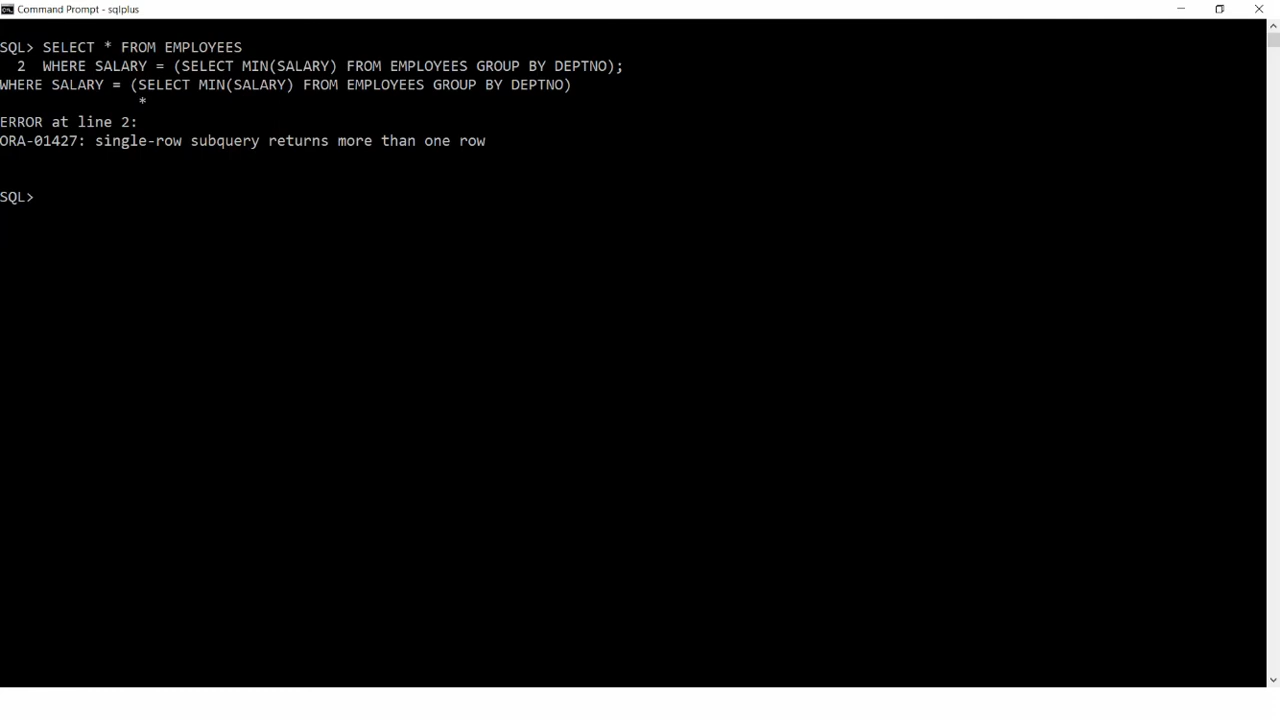 Command Prompt - sqlplus
SQL> SELECT * FROM EMPLOYEES
  2  WHERE SALARY = (SELECT MIN(SALARY) FROM EMPLOYEES GROUP BY DEPTNO);
WHERE SALARY = (SELECT MIN(SALARY) FROM EMPLOYEES GROUP BY DEPTNO)
                *
ERROR at line 2:
ORA-01427: single-row subquery returns more than one row
SQL>